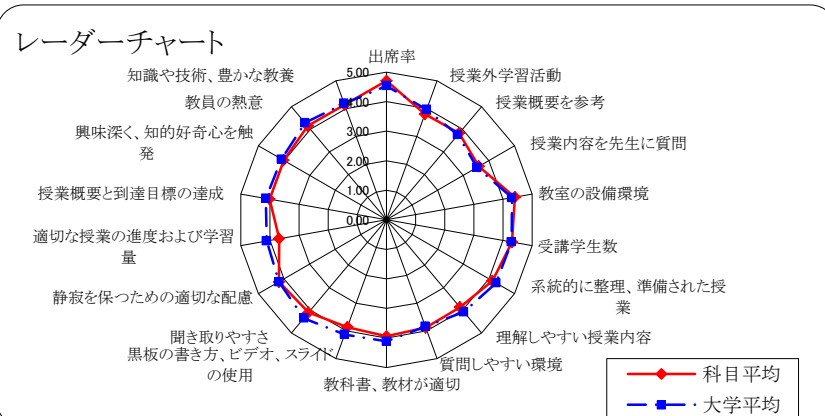 レーダーチャート
出席率
授業外学習活動
授業概要を参考
授業内容を先生に質問
教室の設備環境
受講学生数
系統的に整理、準備された授
業
理解しやすい授業内容
質問しやすい環境
教科書、教材が適切
黒板の書き方、ビデオ、スライド
の使用
聞き取りやすさ
静寂を保つための適切な配慮
適切な授業の進度および学習
量
授業概要と到達目標の達成
興味深く、知的好奇心を触
発
教員の熱意
知識や技術、豊かな教養
5.00
4.00
3.00
2.00
1.00
0.00
科目平均
大学平均